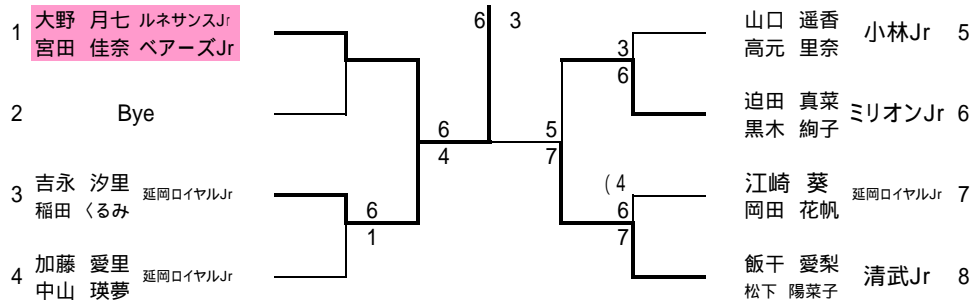 1 大野 月七 ルネサンスJr
宮田 佳奈 ベアーズJr
2 Bye
3 吉永 汐里 延岡ロイヤルJr
稲田 くるみ
4 加藤 愛里 延岡ロイヤルJr
中山 瑛夢
6
1
6
4
6 3
5
7
3
6
(4
6
7
山口 遥香 小林Jr 5
高元 里奈
迫田 真菜 ミリオンJr 6
黒木 絢子
江崎 葵 延岡ロイヤルJr 7
岡田 花帆
飯干 愛梨 清武Jr 8
松下 陽菜子